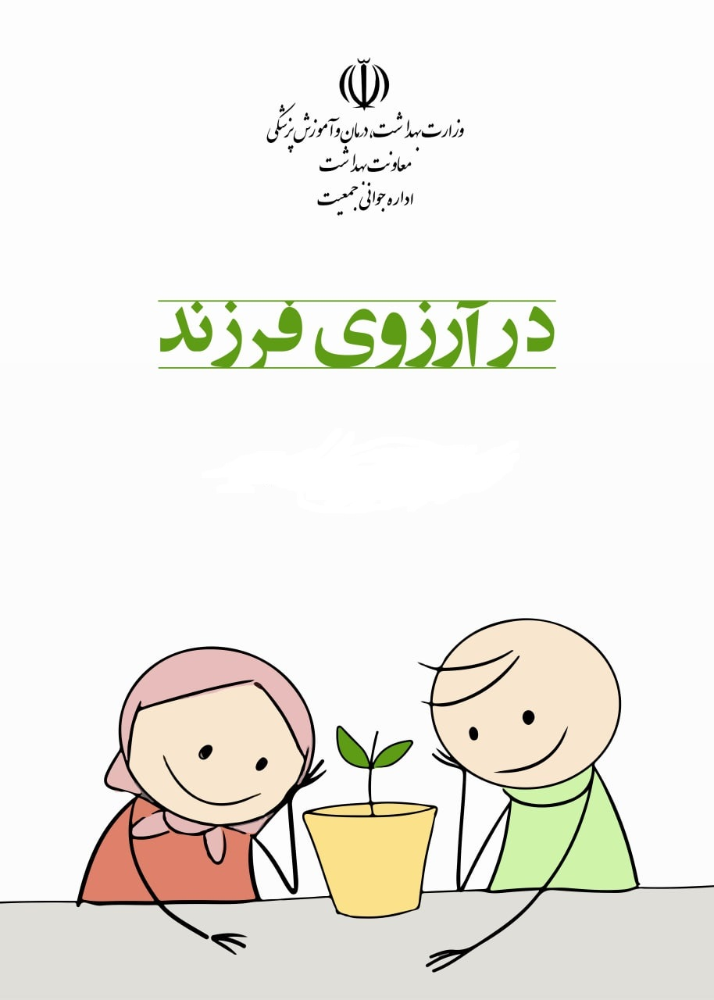 وزارت بهداشت، درمان و آموزش پزشکی
معاونت بهداشت
اداره جوانی جمعیت
در آرزوی فرزند